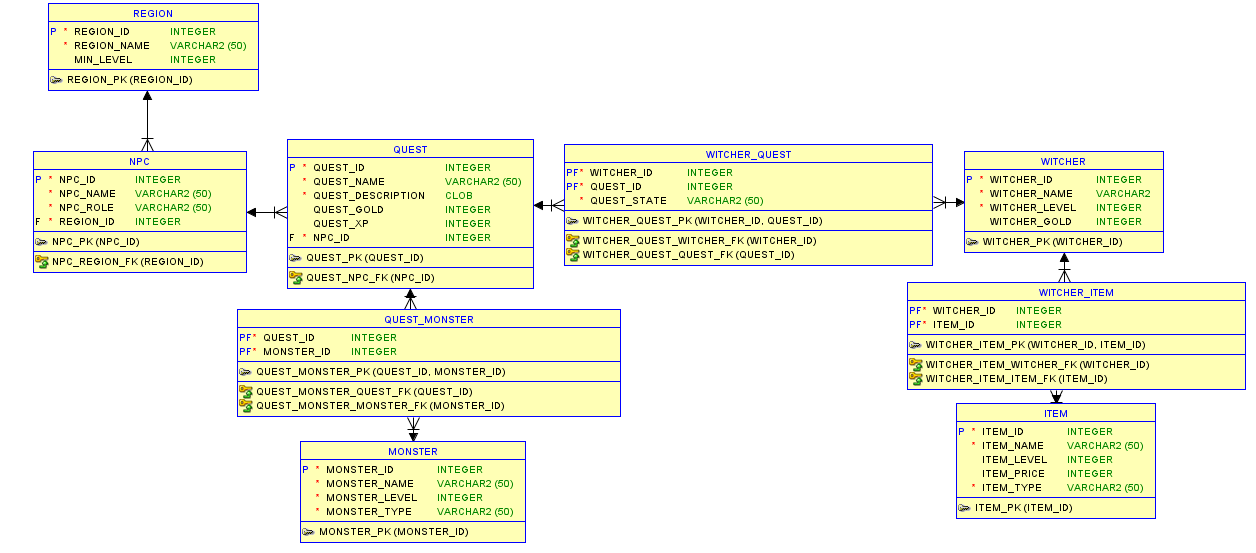 REGION
P * REGION_ID INTEGER
* REGION_NAME VARCHAR2 (50)
MIN_LEVEL INTEGER
REGION_PK (REGION_ID)
NPC
P * NPC_ID INTEGER
* NPC_NAME VARCHAR2 (50)
* NPC_ROLE VARCHAR2 (50)
F * REGION_ID INTEGER
NPC_PK (NPC_ID)
NPC_REGION_FK (REGION_ID)
QUEST
P * QUEST_ID INTEGER
* QUEST_NAME VARCHAR2 (50)
* QUEST_DESCRIPTION CLOB
QUEST_GOLD INTEGER
QUEST_XP INTEGER
F * NPC_ID INTEGER
QUEST_PK (QUEST_ID)
QUEST_NPC_FK (NPC_ID)
WITCHER_QUEST
PF* WITCHER_ID INTEGER
PF* QUEST_ID INTEGER
* QUEST_STATE VARCHAR2 (50)
WITCHER_QUEST_PK (WITCHER_ID, QUEST_ID)
WITCHER_QUEST_WITCHER_FK (WITCHER_ID)
WITCHER_QUEST_QUEST_FK (QUEST_ID)
WITCHER
P * WITCHER_ID INTEGER
* WITCHER_NAME VARCHAR2
* WITCHER_LEVEL INTEGER
WITCHER_GOLD INTEGER
WITCHER_PK (WITCHER_ID)
QUEST_MONSTER
PF* QUEST_ID INTEGER
PF* MONSTER_ID INTEGER
QUEST_MONSTER_PK (QUEST_ID, MONSTER_ID)
QUEST_MONSTER_QUEST_FK (QUEST_ID)
QUEST_MONSTER_MONSTER_FK (MONSTER_ID)
WITCHER_ITEM
PF* WITCHER_ID INTEGER
PF* ITEM_ID INTEGER
WITCHER_ITEM_PK (WITCHER_ID, ITEM_ID)
WITCHER_ITEM_WITCHER_FK (WITCHER_ID)
WITCHER_ITEM_ITEM_FK (ITEM_ID)
MONSTER
P * MONSTER_ID INTEGER
* MONSTER_NAME VARCHAR2 (50)
* MONSTER_LEVEL INTEGER
* MONSTER_TYPE VARCHAR2 (50)
MONSTER_PK (MONSTER_ID)
ITEM
P * ITEM_ID INTEGER
* ITEM_NAME VARCHAR2 (50)
ITEM_LEVEL INTEGER
ITEM_PRICE INTEGER
* ITEM_TYPE VARCHAR2 (50)
ITEM_PK (ITEM_ID)